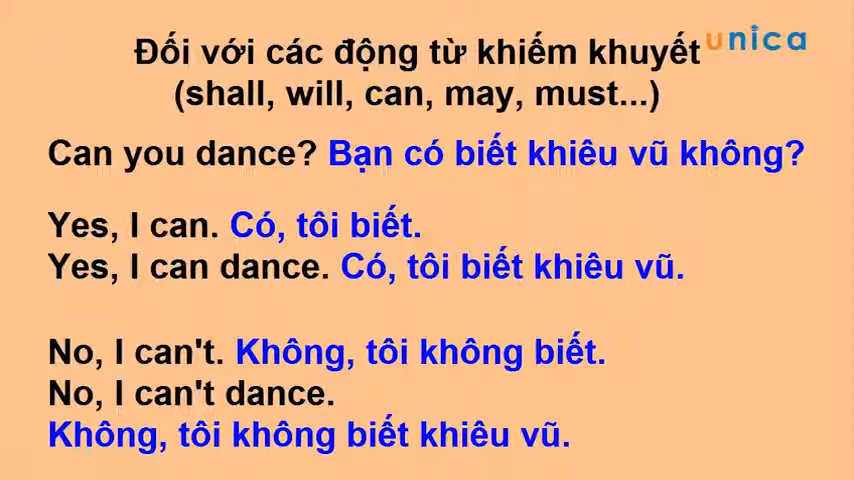 Đối với các động từ khiếm khuyết
unica
(shall, will, can, may, must...)
Can you dance? Bạn có biết khiêu vũ không?
Yes, I can. Có, tôi biết.
Yes, I can dance. Có, tôi biết khiêu vũ.
No, I can't. Không, tôi không biết.
No, I can't dance.
Không, tôi không biết khiêu vũ.